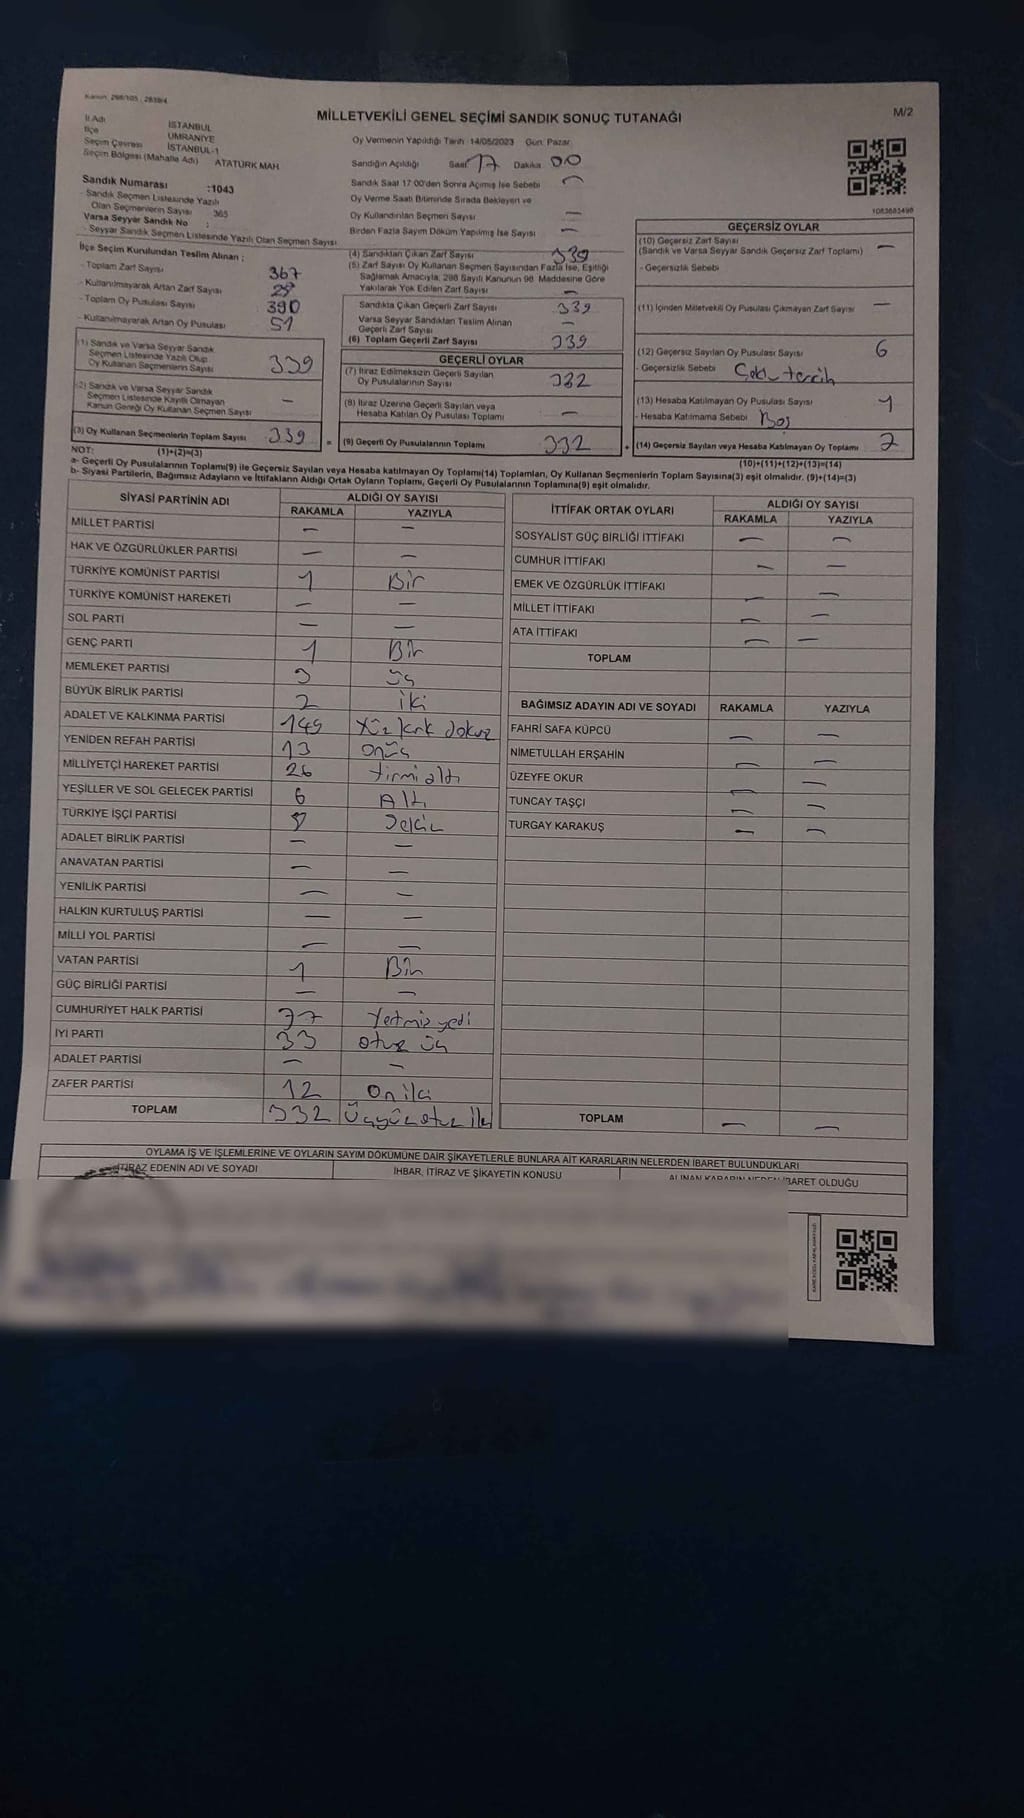 Kanun: 298/105 - 2839/4
MİLLETVEKİLİ GENEL SEÇİMİ SANDIK SONUÇ TUTANAĞI
M/2
İl Adı İSTANBUL
İlçe ÜMRANİYE
Seçim Çevresi İSTANBUL-1
Seçim Bölgesi (Mahalle Adı) ATATÜRK MAH.
Sandık Numarası :1043
- Sandık Seçmen Listesinde Yazılı
Olan Seçmenlerin Sayısı 365
Varsa Seyyar Sandık No :
- Seyyar Sandık Seçmen Listesinde Yazılı Olan Seçmen Sayısı
İlçe Seçim Kurulundan Teslim Alınan ;
- Toplam Zarf Sayısı 367
- Kullanılmayarak Artan Zarf Sayısı 28
- Toplam Oy Pusulası Sayısı 390
- Kullanılmayarak Artan Oy Pusulası 51
(1) Sandık ve Varsa Seyyar Sandık
Seçmen Listesinde Yazılı Olup
Oy Kullanan Seçmenlerin Sayısı 339
(2) Sandık ve Varsa Seyyar Sandık
Seçmen Listesinde Kayıtlı Olmayan
Kanun Gereği Oy Kullanan Seçmen Sayısı —
(3) Oy Kullanan Seçmenlerin Toplam Sayısı 339
Oy Vermenin Yapıldığı Tarih: 14/05/2023 Gün: Pazar
Sandığın Açıldığı Saat 17 Dakika 00
Sandık Saat 17:00'den Sonra Açımış İse Sebebi —
Oy Verme Saati Bitiminde Sırada Bekleyen ve
Oy Kullandırılan Seçmen Sayısı —
Birden Fazla Sayım Döküm Yapılmış İse Sayısı —
(4) Sandıktan Çıkan Zarf Sayısı 339
(5) Zarf Sayısı Oy Kullanan Seçmen Sayısından Fazla İse, Eşitliği
Sağlamak Amacıyla, 298 Sayılı Kanunun 98. Maddesine Göre
Yakılarak Yok Edilen Zarf Sayısı —
Sandıkta Çıkan Geçerli Zarf Sayısı 339
Varsa Seyyar Sandıktan Teslim Alınan
Geçerli Zarf Sayısı —
(6) Toplam Geçerli Zarf Sayısı 339
GEÇERLİ OYLAR
(7) İtiraz Edilmeksizin Geçerli Sayılan
Oy Pusulalarının Sayısı 332
(8) İtiraz Üzerine Geçerli Sayılan veya
Hesaba Katılan Oy Pusulası Toplamı —
= (9) Geçerli Oy Pusulalarının Toplamı 332
1083683498
GEÇERSİZ OYLAR
(10) Geçersiz Zarf Sayısı —
(Sandık ve Varsa Seyyar Sandık Geçersiz Zarf Toplamı)
- Geçersizlik Sebebi
(11) İçinden Milletvekili Oy Pusulası Çıkmayan Zarf Sayısı —
(12) Geçersiz Sayılan Oy Pusulası Sayısı 6
- Geçersizlik Sebebi Çoklu tercih
(13) Hesaba Katılmayan Oy Pusulası Sayısı 1
- Hesaba Katılmama Sebebi Boş
+ (14) Geçersiz Sayılan veya Hesaba Katılmayan Oy Toplamı 7
NOT: (1)+(2)=(3)
(10)+(11)+(12)+(13)=(14)
a- Geçerli Oy Pusulalarının Toplamı(9) ile Geçersiz Sayılan veya Hesaba katılmayan Oy Toplamı(14) Toplamları, Oy Kullanan Seçmenlerin Toplam Sayısına(3) eşit olmalıdır. (9)+(14)=(3)
b- Siyasi Partilerin, Bağımsız Adayların ve İttifakların Aldığı Ortak Oyların Toplamı, Geçerli Oy Pusulalarının Toplamına(9) eşit olmalıdır.
SİYASİ PARTİNİN ADI ALDIĞI OY SAYISI
RAKAMLA YAZIYLA
MİLLET PARTİSİ — —
HAK VE ÖZGÜRLÜKLER PARTİSİ — —
TÜRKİYE KOMÜNİST PARTİSİ 1 Bir
TÜRKİYE KOMÜNİST HAREKETİ — —
SOL PARTİ — —
GENÇ PARTİ 1 Bir
MEMLEKET PARTİSİ 3 üç
BÜYÜK BİRLİK PARTİSİ 2 iki
ADALET VE KALKINMA PARTİSİ 149 Yüz kırk dokuz
YENİDEN REFAH PARTİSİ 13 onüç
MİLLİYETÇİ HAREKET PARTİSİ 26 Yirmi altı
YEŞİLLER VE SOL GELECEK PARTİSİ 6 Altı
TÜRKİYE İŞÇİ PARTİSİ 8 Sekiz
ADALET BİRLİK PARTİSİ — —
ANAVATAN PARTİSİ — —
YENİLİK PARTİSİ — —
HALKIN KURTULUŞ PARTİSİ — —
MİLLİ YOL PARTİSİ — —
VATAN PARTİSİ 1 Bir
GÜÇ BİRLİĞİ PARTİSİ — —
CUMHURİYET HALK PARTİSİ 77 Yetmiş yedi
İYİ PARTİ 33 otuz üç
ADALET PARTİSİ — —
ZAFER PARTİSİ 12 On iki
TOPLAM 332 Üçyüz otuz iki
İTTİFAK ORTAK OYLARI ALDIĞI OY SAYISI
RAKAMLA YAZIYLA
SOSYALİST GÜÇ BİRLİĞİ İTTİFAKI — —
CUMHUR İTTİFAKI — —
EMEK VE ÖZGÜRLÜK İTTİFAKI — —
MİLLET İTTİFAKI — —
ATA İTTİFAKI — —
TOPLAM
BAĞIMSIZ ADAYIN ADI VE SOYADI RAKAMLA YAZIYLA
FAHRİ SAFA KÜPCÜ — —
NİMETULLAH ERŞAHİN — —
ÜZEYFE OKUR — —
TUNCAY TAŞÇI — —
TURGAY KARAKUŞ — —
TOPLAM — —
OYLAMA İŞ VE İŞLEMLERİNE VE OYLARIN SAYIM DÖKÜMÜNE DAİR ŞİKAYETLERLE BUNLARA AİT KARARLARIN NELERDEN İBARET BULUNDUKLARI
İTİRAZ EDENİN ADI VE SOYADI İHBAR, İTİRAZ VE ŞİKAYETİN KONUSU ALINAN KARARIN NEDEN İBARET OLDUĞU